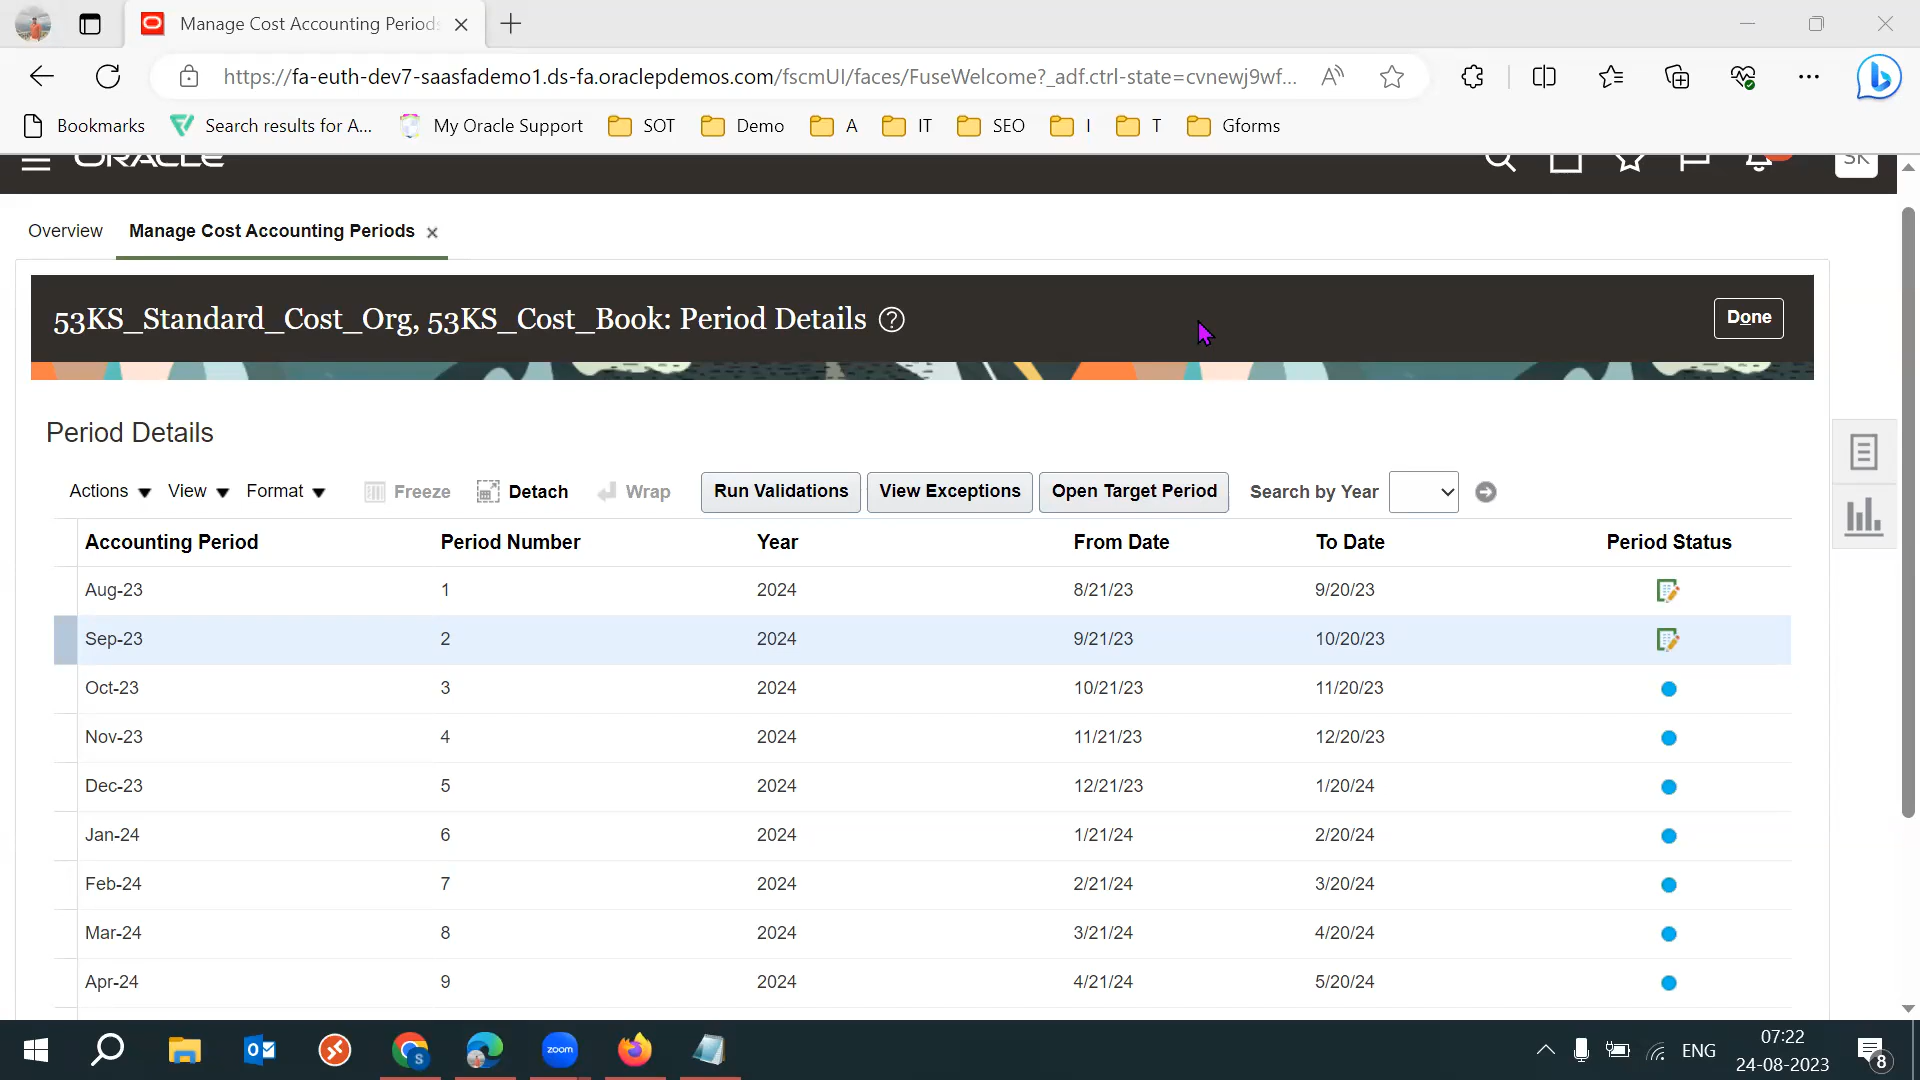 Manage Cost Accounting Periods
https://fa-euth-dev7-saasfademo1.ds-fa.oraclepdemos.com/fscmUI/faces/FuseWelcome?_adf.ctrl-state=cvnewj9wf...
Bookmarks Search results for A... My Oracle Support SOT Demo A IT SEO I T Gforms
ORACLE SK
Overview Manage Cost Accounting Periods
53KS_Standard_Cost_Org, 53KS_Cost_Book: Period Details Done
Period Details
Actions View Format Freeze Detach Wrap Run Validations View Exceptions Open Target Period Search by Year
Accounting Period Period Number Year From Date To Date Period Status
Aug-23 1 2024 8/21/23 9/20/23
Sep-23 2 2024 9/21/23 10/20/23
Oct-23 3 2024 10/21/23 11/20/23
Nov-23 4 2024 11/21/23 12/20/23
Dec-23 5 2024 12/21/23 1/20/24
Jan-24 6 2024 1/21/24 2/20/24
Feb-24 7 2024 2/21/24 3/20/24
Mar-24 8 2024 3/21/24 4/20/24
Apr-24 9 2024 4/21/24 5/20/24
zoom ENG 07:22
24-08-2023 8